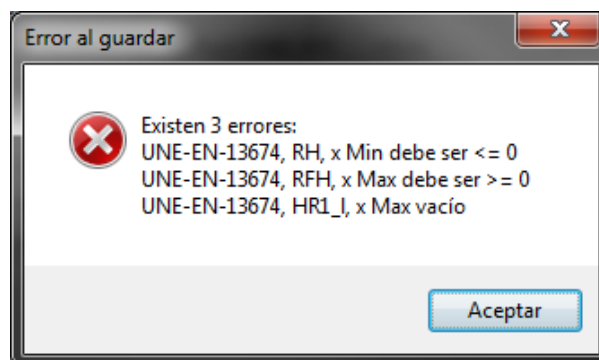 Error al guardar
Existen 3 errores:
UNE-EN-13674, RH, x Min debe ser <= 0
UNE-EN-13674, RFH, x Max debe ser >= 0
UNE-EN-13674, HR1_I, x Max vacío
Aceptar